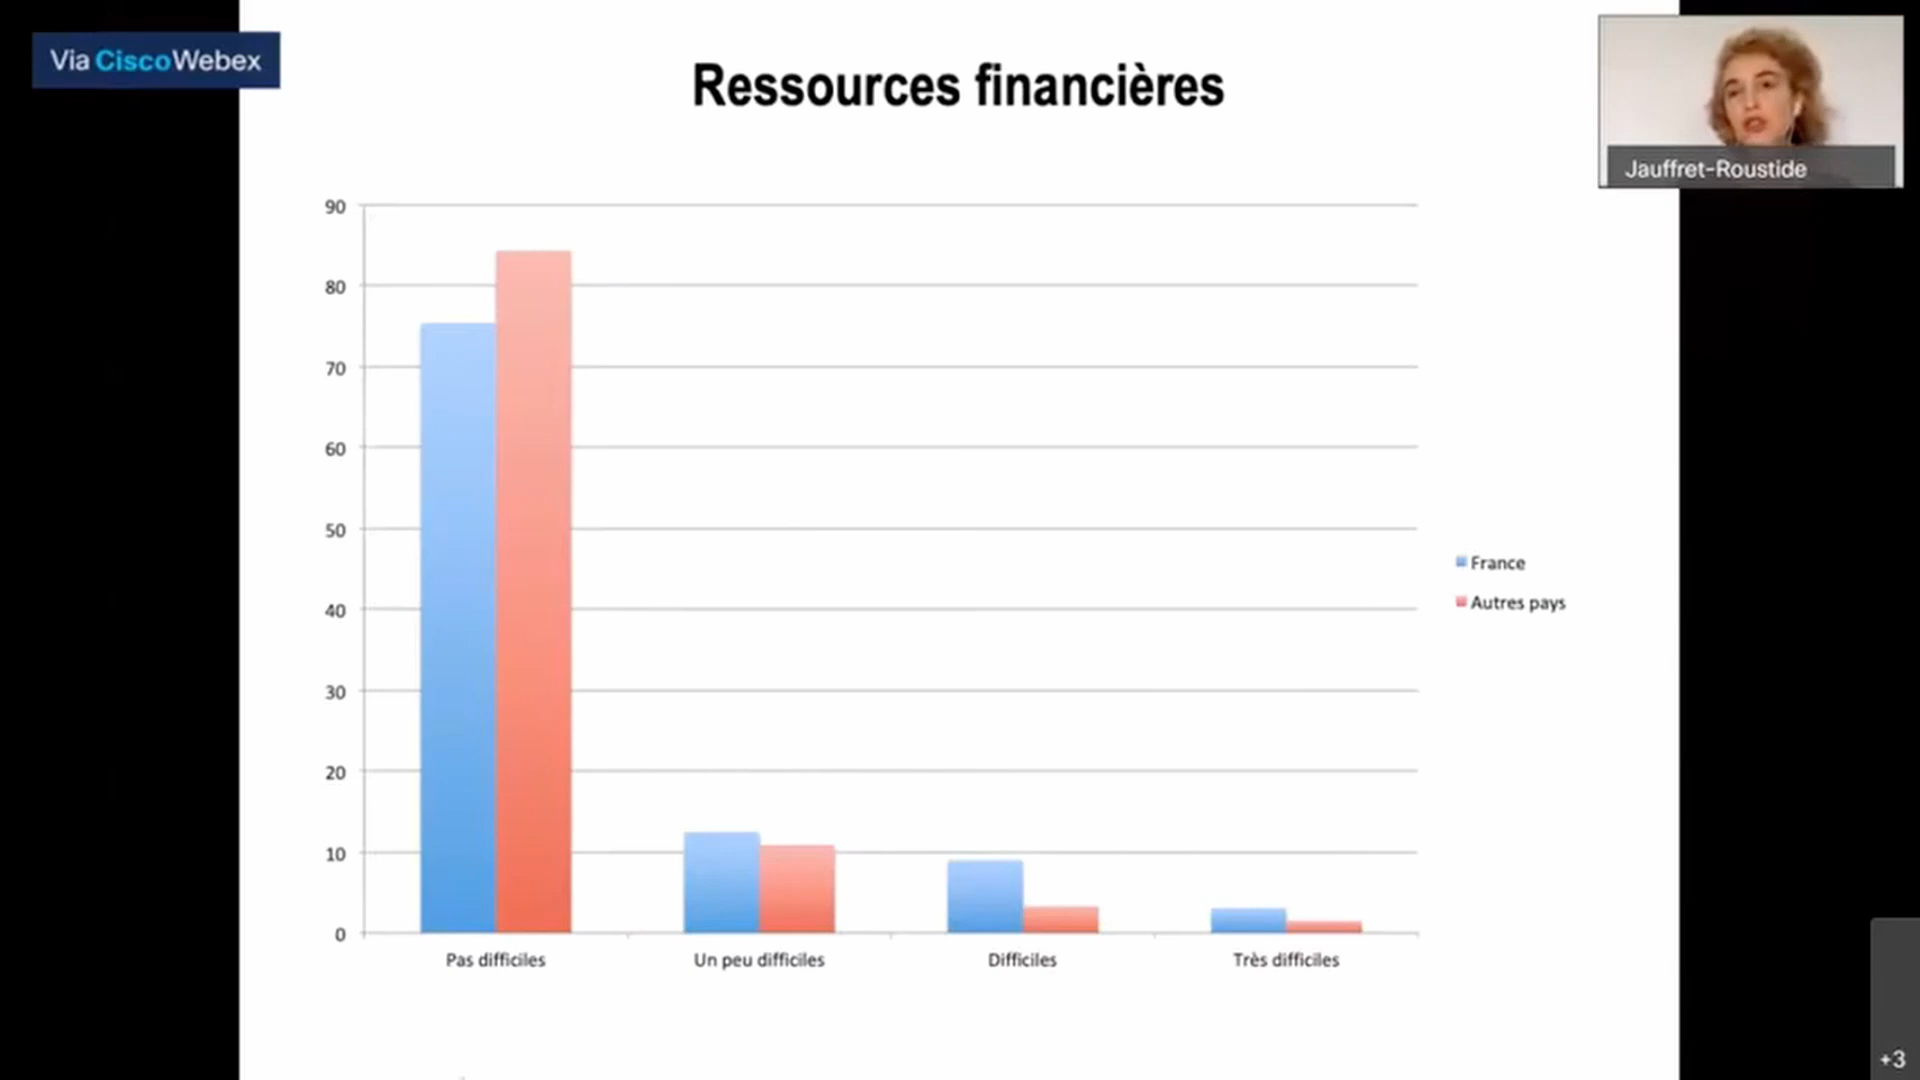 Via CiscoWebex
Ressources financières
Jauffret-Roustide
90
80
70
60
50
40
30
20
10
0
France
Autres pays
Pas difficiles
Un peu difficiles
Difficiles
Très difficiles
+3